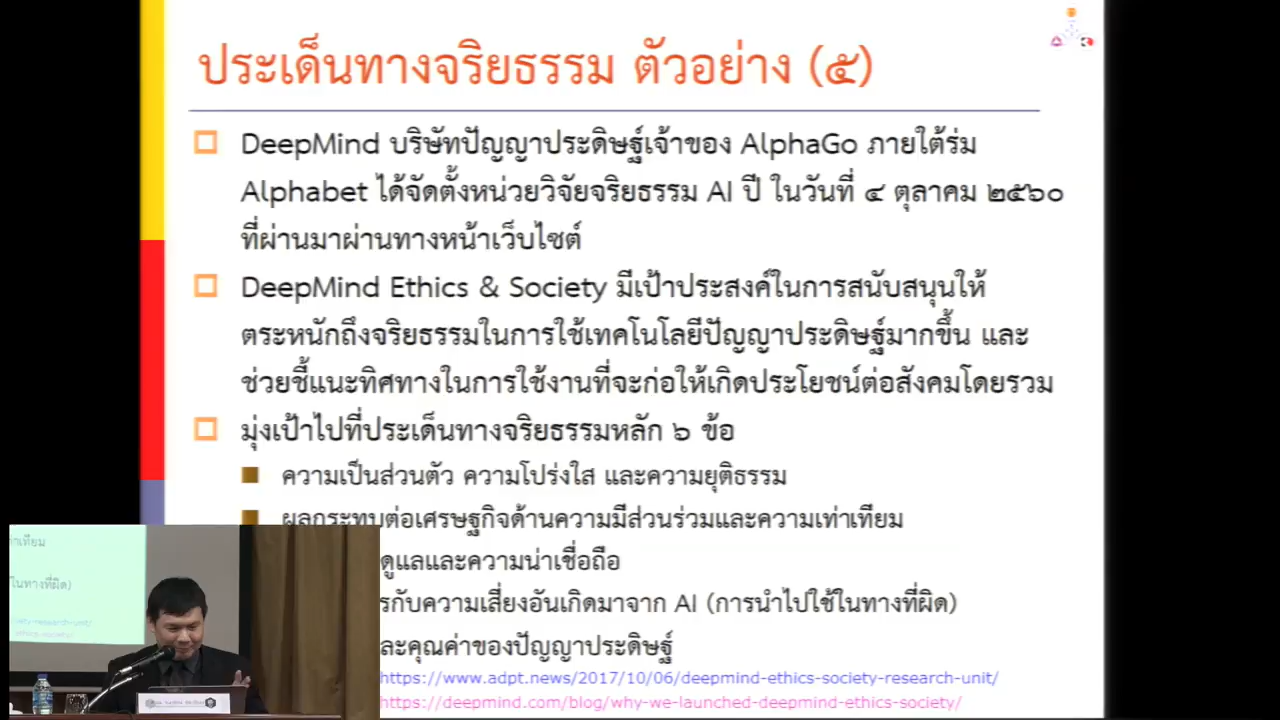 ประเด็นทางจริยธรรม ตัวอย่าง (๕)
DeepMind บริษัทปัญญาประดิษฐ์เจ้าของ AlphaGo ภายใต้ร่ม
Alphabet ได้จัดตั้งหน่วยวิจัยจริยธรรม AI ปี ในวันที่ ๔ ตุลาคม ๒๕๖๐
ที่ผ่านมาผ่านทางหน้าเว็บไซต์
DeepMind Ethics & Society มีเป้าประสงค์ในการสนับสนุนให้
ตระหนักถึงจริยธรรมในการใช้เทคโนโลยีปัญญาประดิษฐ์มากขึ้น และ
ช่วยชี้แนะทิศทางในการใช้งานที่จะก่อให้เกิดประโยชน์ต่อสังคมโดยรวม
มุ่งเป้าไปที่ประเด็นทางจริยธรรมหลัก ๖ ข้อ
ความเป็นส่วนตัว ความโปร่งใส และความยุติธรรม
ผลกระทบต่อเศรษฐกิจด้านความมีส่วนร่วมและความเท่าเทียม
ดูแลและความน่าเชื่อถือ
รกับความเสี่ยงอันเกิดมาจาก AI (การนำไปใช้ในทางที่ผิด)
ละคุณค่าของปัญญาประดิษฐ์
https://www.adpt.news/2017/10/06/deepmind-ethics-society-research-unit/
https://deepmind.com/blog/why-we-launched-deepmind-ethics-society/
าเทียม
ในทางที่ผิด)